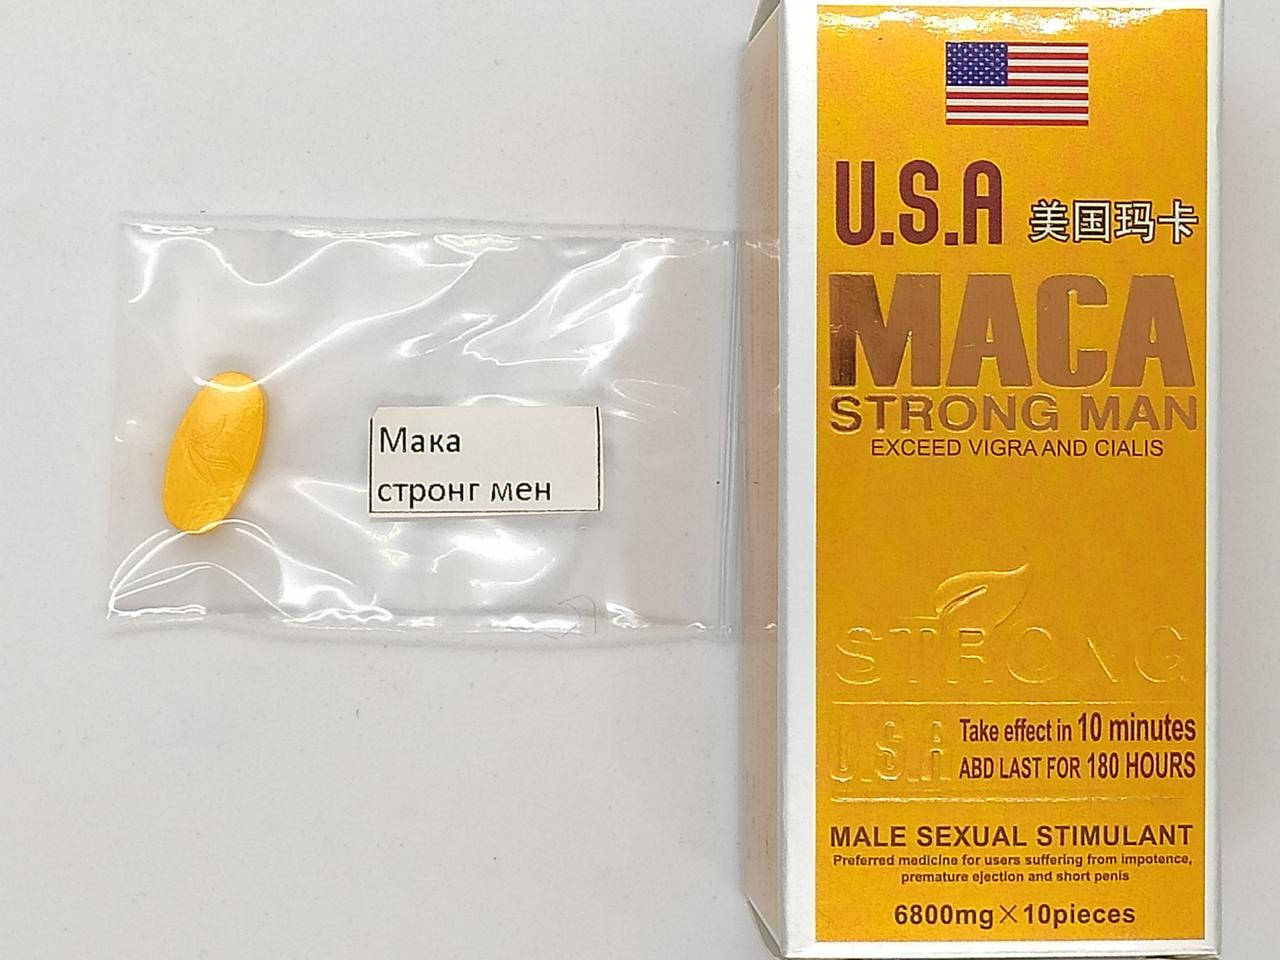 Мака
стронг мен
U.S.A 美国玛卡
MACA
STRONG MAN
EXCEED VIGRA AND CIALIS
STRONG
U.S.A
Take effect in 10 minutes
ABD LAST FOR 180 HOURS
MALE SEXUAL STIMULANT
Preferred medicine for users suffering from impotence,
premature ejection and short penis
6800mg×10pieces